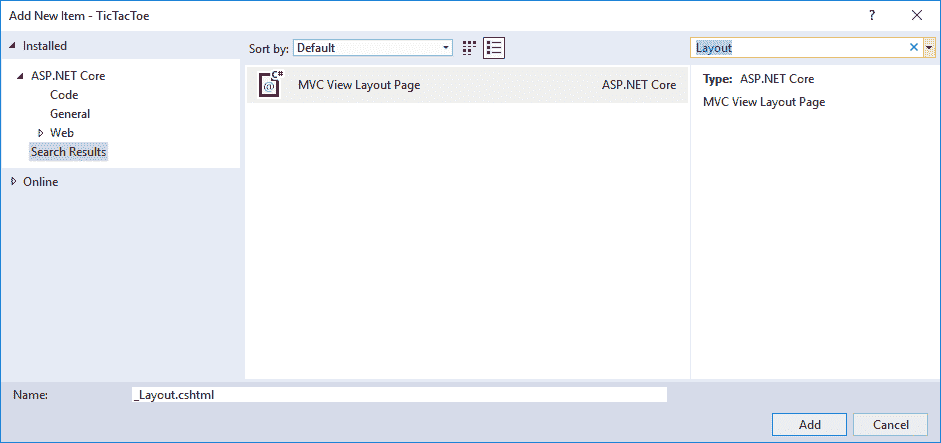 Add New Item - TicTacToe
?
Installed
Sort by: Default
Layout
ASP.NET Core
Code
General
Web
Search Results
Online
C#
@
MVC View Layout Page ASP.NET Core
Type: ASP.NET Core
MVC View Layout Page
Name: _Layout.cshtml
Add Cancel